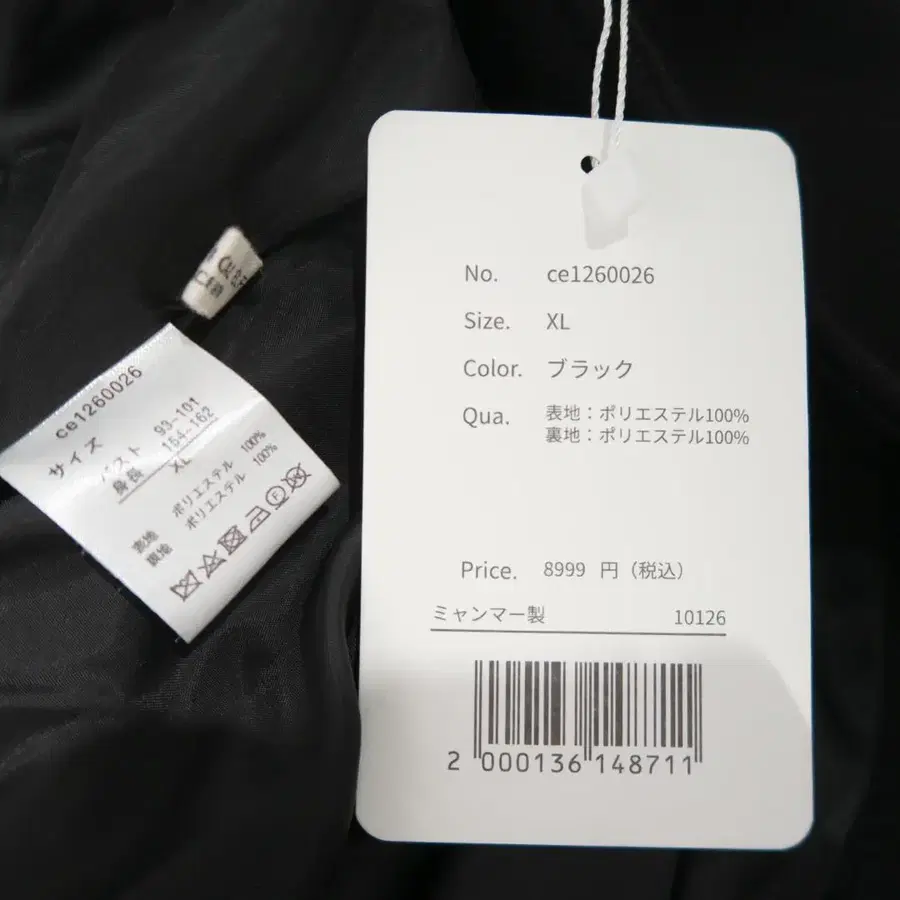 No. ce1260026
Size. XL
Color. ブラック
Qua. 表地：ポリエステル100%
裏地：ポリエステル100%
Price. 8999 円（税込）
ミャンマー製 10126
2 000136 148711
ce1260026
サイズ
バスト 93~101
身長 154~162
XL
表地 ポリエステル 100%
裏地 ポリエステル 100%